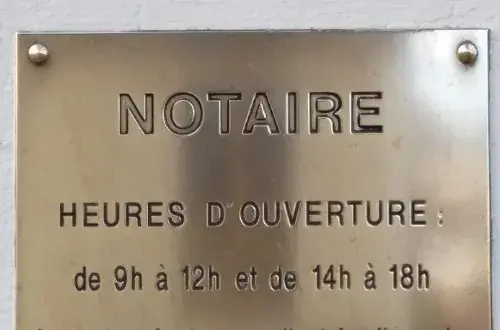 NOTAIRE
HEURES D'OUVERTURE :
de 9h à 12h et de 14h à 18h